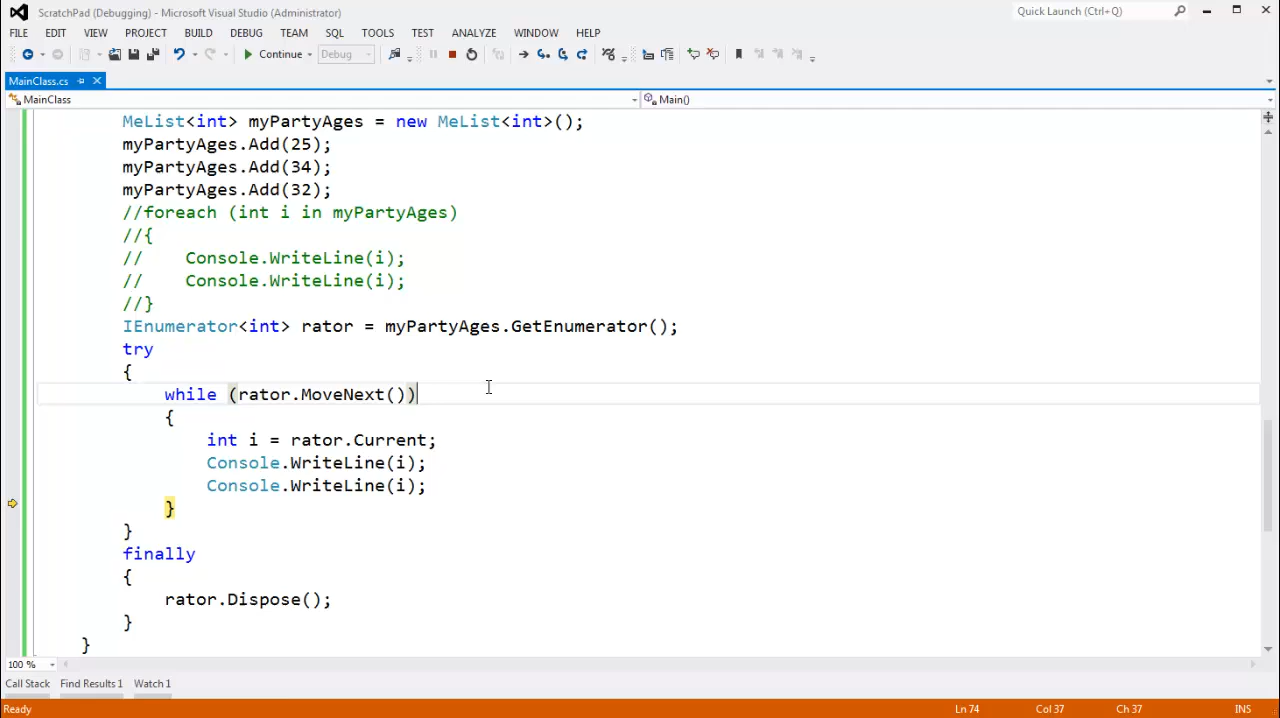 ScratchPad (Debugging) - Microsoft Visual Studio (Administrator)
Quick Launch (Ctrl+Q)
FILE EDIT VIEW PROJECT BUILD DEBUG TEAM SQL TOOLS TEST ANALYZE WINDOW HELP
Continue Debug
MainClass.cs
MainClass Main()
MeList<int> myPartyAges = new MeList<int>();
myPartyAges.Add(25);
myPartyAges.Add(34);
myPartyAges.Add(32);
//foreach (int i in myPartyAges)
//{
//    Console.WriteLine(i);
//    Console.WriteLine(i);
//}
IEnumerator<int> rator = myPartyAges.GetEnumerator();
try
{
while (rator.MoveNext())
{
int i = rator.Current;
Console.WriteLine(i);
Console.WriteLine(i);
}
}
finally
{
rator.Dispose();
}
}
100 %
Call Stack Find Results 1 Watch 1
Ready Ln 74 Col 37 Ch 37 INS